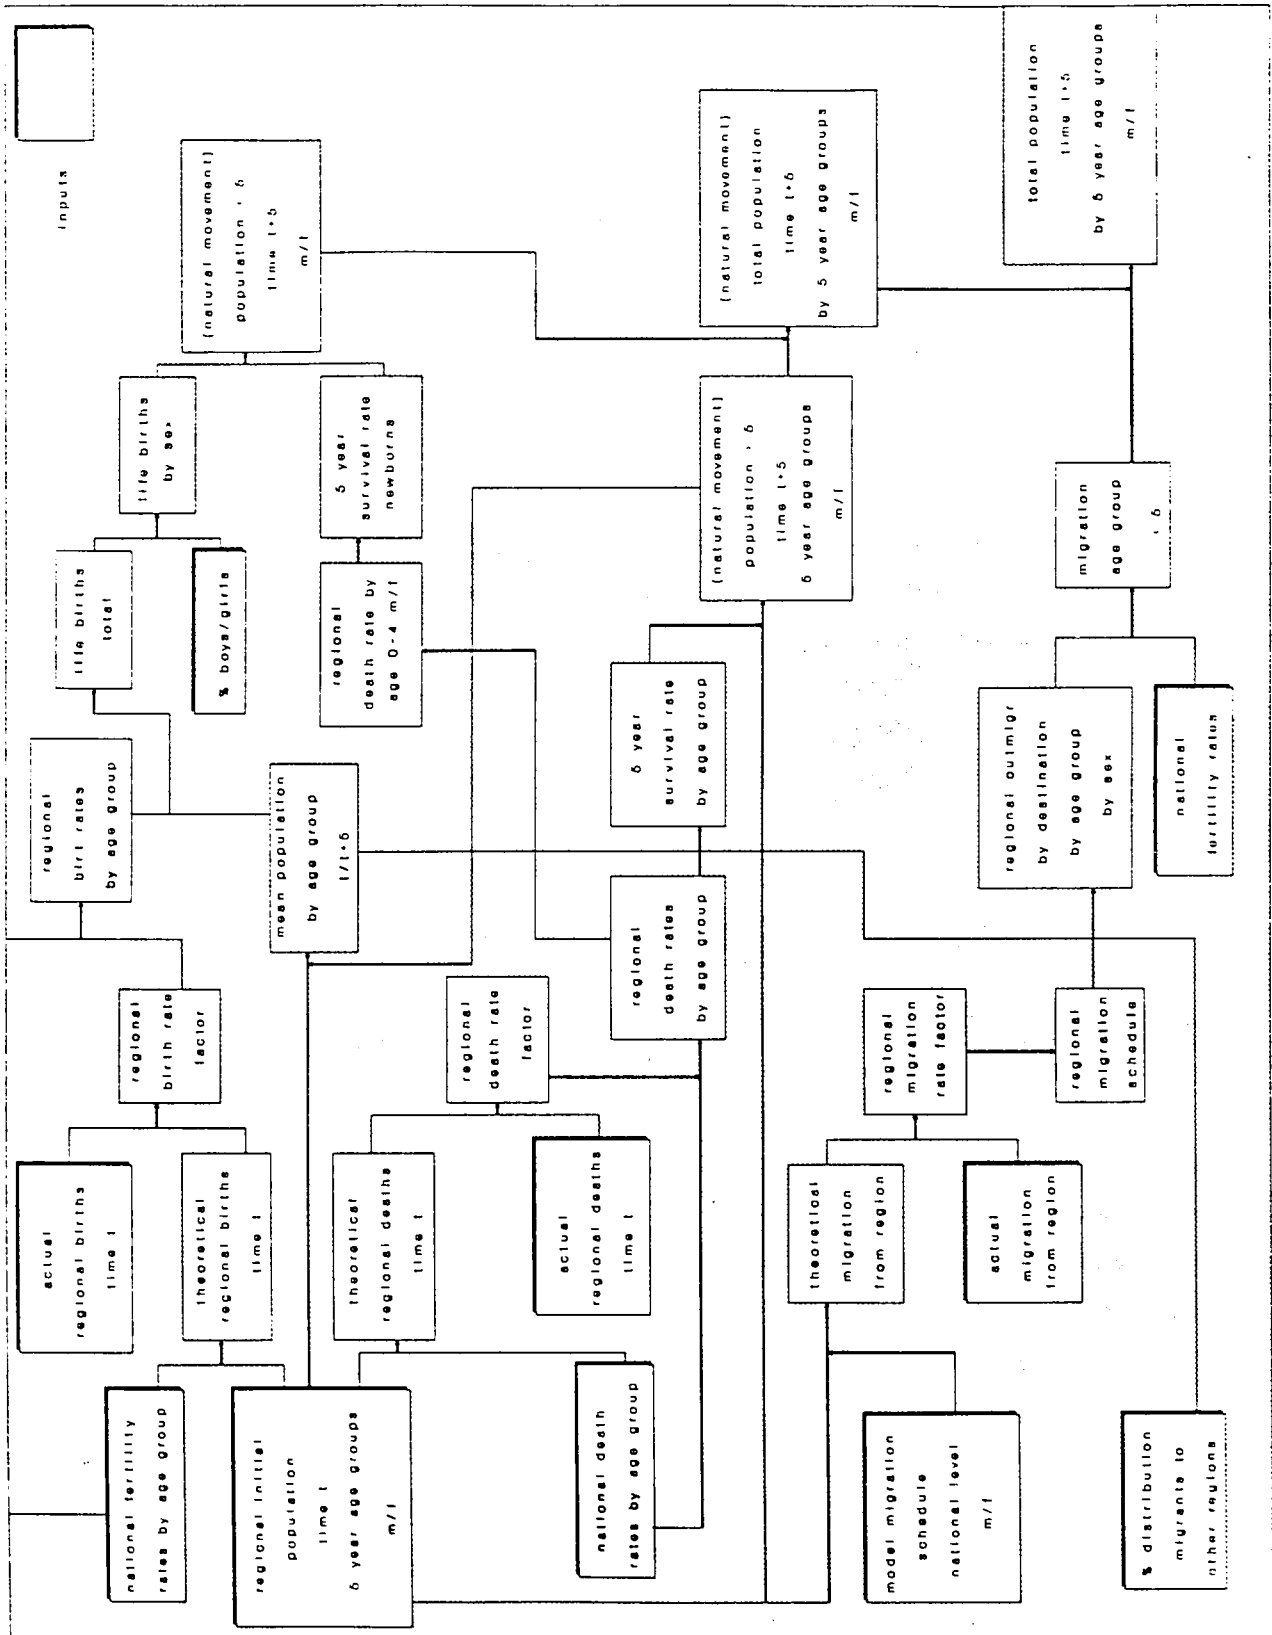 inputs
national fertility
rates by age group
regional initial
population
time t
5 year age groups
m/f
national death
rates by age group
model migration
schedule
national level
m/f
% distribution
migrants to
other regions
actual
regional births
time t
theoretical
regional births
time t
theoretical
regional deaths
time t
actual
regional deaths
time t
theoretical
migration
from region
actual
migration
from region
regional
birth rate
factor
regional
death rate
factor
regional
migration
rate factor
regional
migration
schedule
regional
birt rates
by age group
mean population
by age group
t/t+5
regional
death rates
by age group
regional outmigr
by destination
by age group
by sex
life births
total
% boys/girls
regional
death rate by
age 0-4 m/f
5 year
survival rate
by age group
national
fertility rates
life births
by sex
5 year
survival rate
newborns
(natural movement)
population > 5
time t+5
5 year age groups
m/f
migration
age group
< 5
(natural movement)
population < 5
time t+5
m/f
(natural movement)
total population
time t+5
by 5 year age groups
m/f
total population
time t+5
by 5 year age groups
m/f